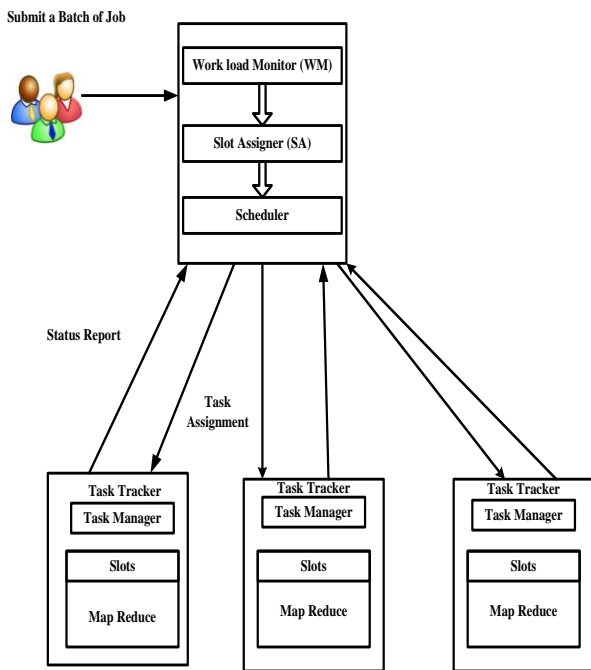 Submit a Batch of Job
Work load Monitor (WM)
Slot Assigner (SA)
Scheduler
Status Report
Task
Assignment
Task Tracker
Task Manager
Slots
Map Reduce
Task Tracker
Task Manager
Slots
Map Reduce
Task Tracker
Task Manager
Slots
Map Reduce